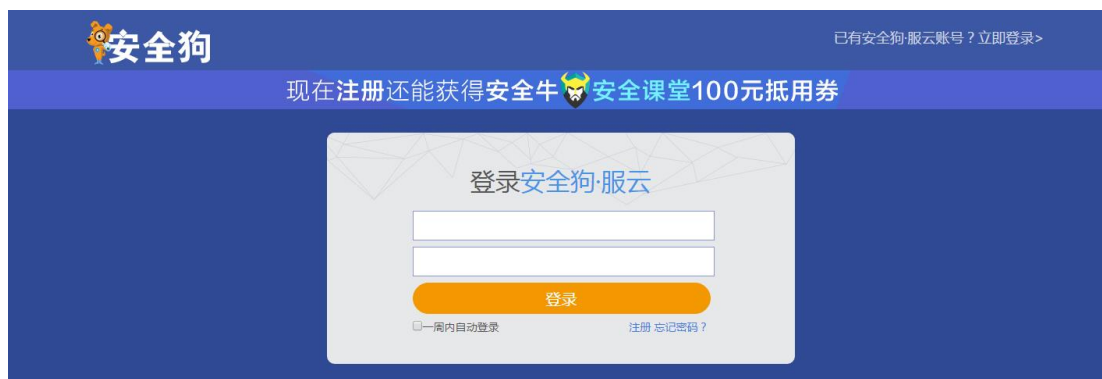 安全狗
已有安全狗·服云账号？立即登录>
现在注册还能获得安全牛安全课堂100元抵用券
登录安全狗·服云
登录
一周内自动登录
注册 忘记密码？